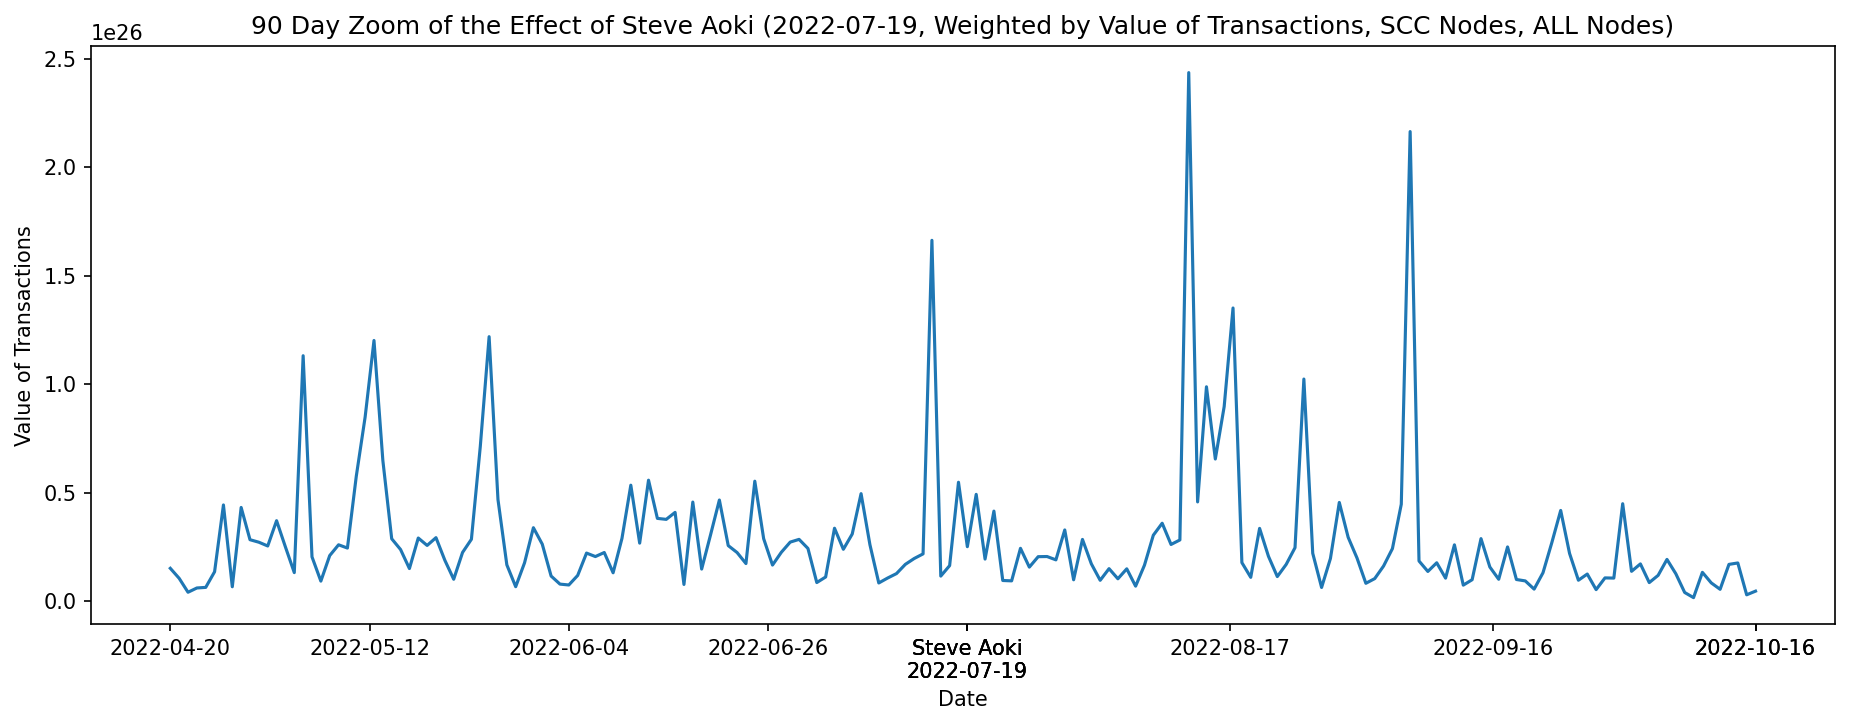 90 Day Zoom of the Effect of Steve Aoki (2022-07-19, Weighted by Value of Transactions, SCC Nodes, ALL Nodes)
1e26
2.5
2.0
1.5
1.0
0.5
0.0
Value of Transactions
2022-04-20 2022-05-12 2022-06-04 2022-06-26 Steve Aoki 2022-08-17 2022-09-16 2022-10-16
2022-07-19
Date